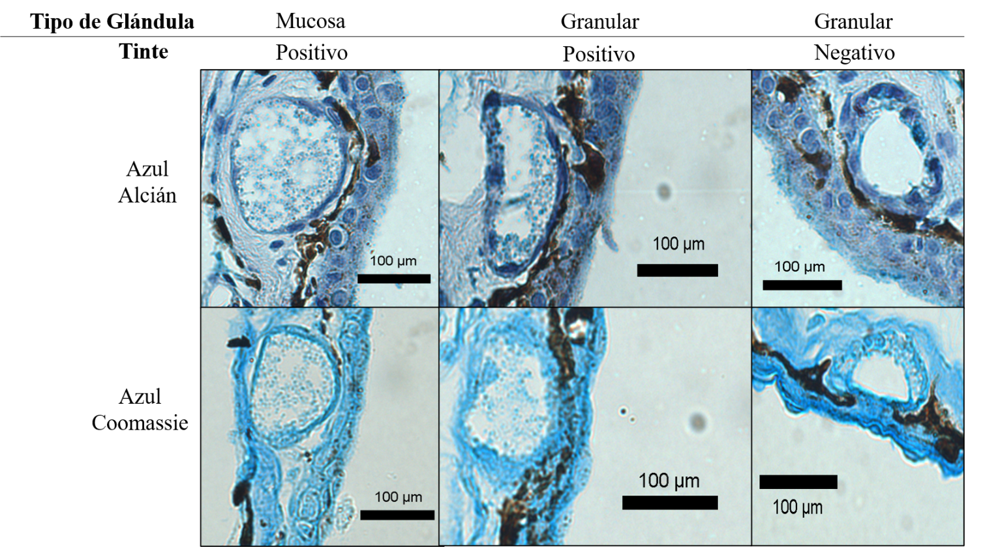 Tipo de Glándula Mucosa Granular Granular
Tinte Positivo Positivo Negativo
Azul
Alcián
100 µm
100 µm
100 µm
Azul
Coomassie
100 µm
100 µm
100 µm